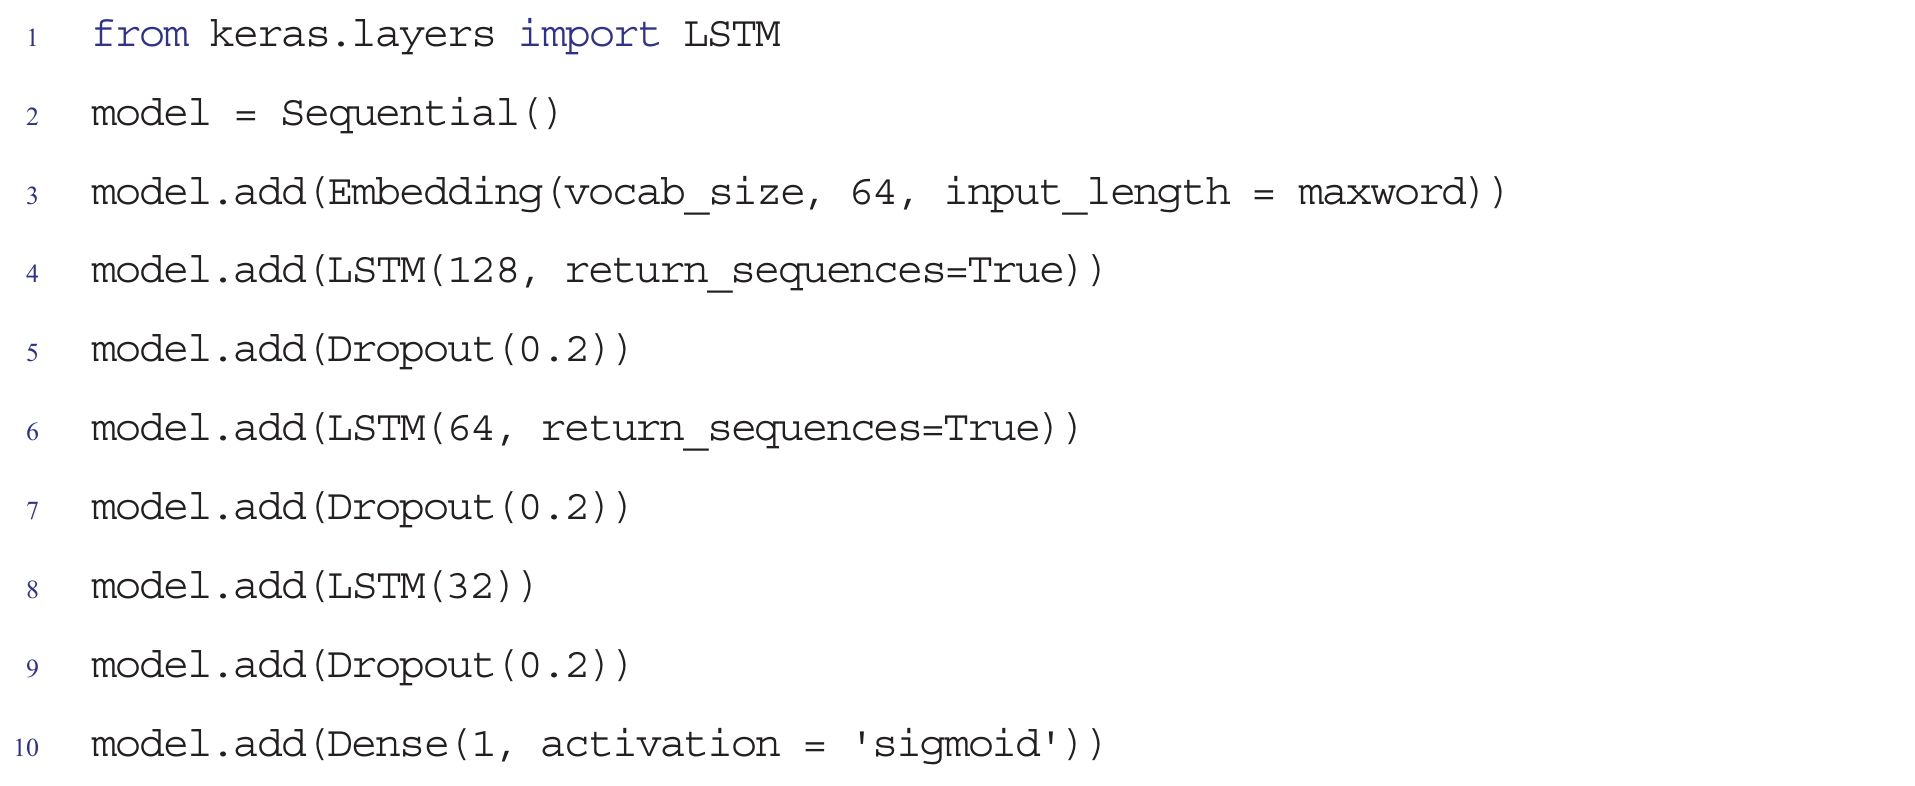 1 from keras.layers import LSTM
2 model = Sequential()
3 model.add(Embedding(vocab_size, 64, input_length = maxword))
4 model.add(LSTM(128, return_sequences=True))
5 model.add(Dropout(0.2))
6 model.add(LSTM(64, return_sequences=True))
7 model.add(Dropout(0.2))
8 model.add(LSTM(32))
9 model.add(Dropout(0.2))
10 model.add(Dense(1, activation = 'sigmoid'))